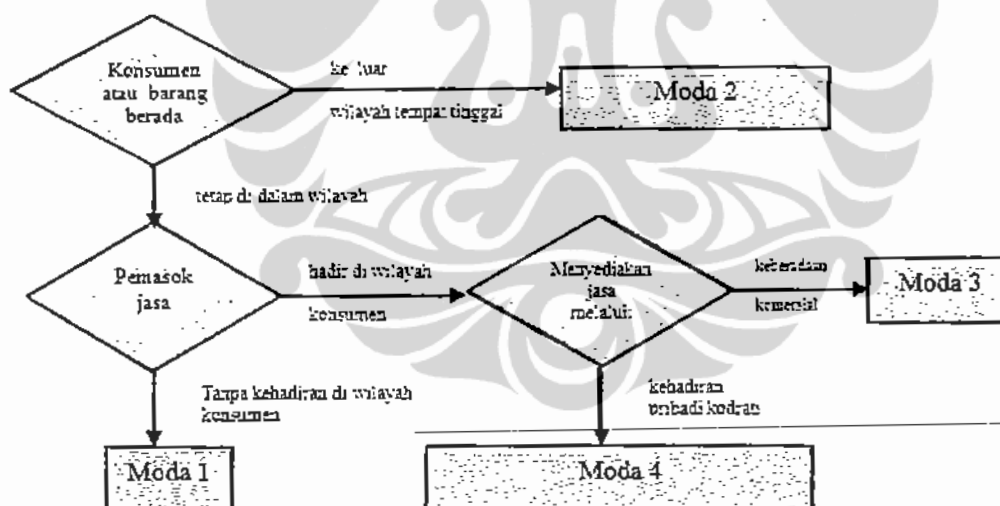 Konsumen
atau barang
berada
ke luar
wilayah tempat tinggal
Moda 2
tetap di dalam wilayah
Pemasok
jasa
hadir di wilayah
konsumen
Menyediakan
jasa
melalui:
keberadaan
komersial
Moda 3
Tanpa kehadiran di wilayah
konsumen
kehadiran
pribadi kodrati
Moda 1
Moda 4